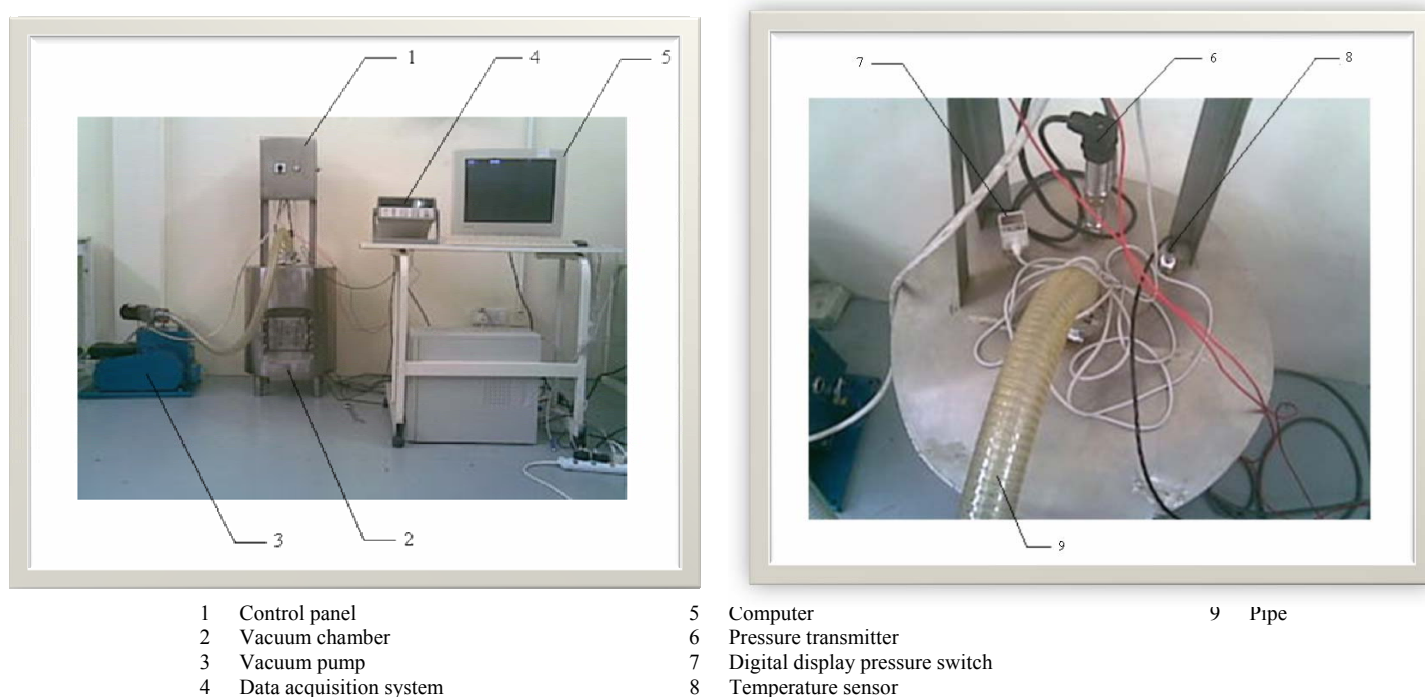 1 4 5
3 2
7 6 8
9
1 Control panel
2 Vacuum chamber
3 Vacuum pump
4 Data acquisition system
5 Computer
6 Pressure transmitter
7 Digital display pressure switch
8 Temperature sensor
9 Pipe